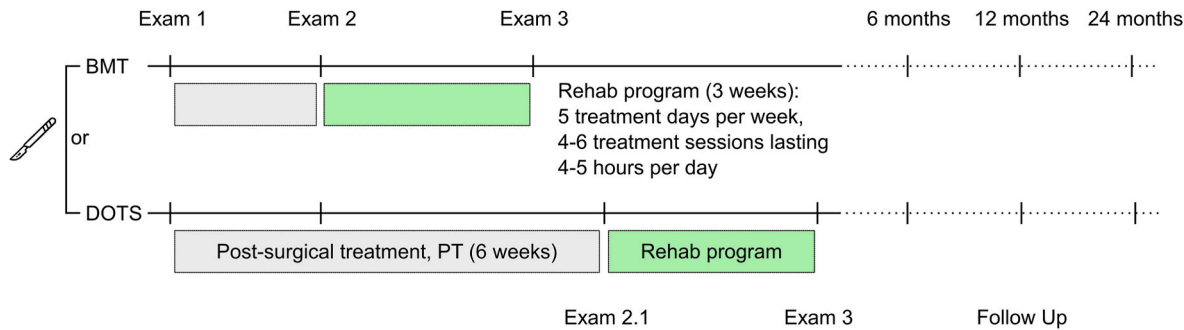 Exam 1 Exam 2 Exam 3 6 months 12 months 24 months
BMT
Rehab program (3 weeks):
5 treatment days per week,
4-6 treatment sessions lasting
4-5 hours per day
or
DOTS
Post-surgical treatment, PT (6 weeks) Rehab program
Exam 2.1 Exam 3 Follow Up